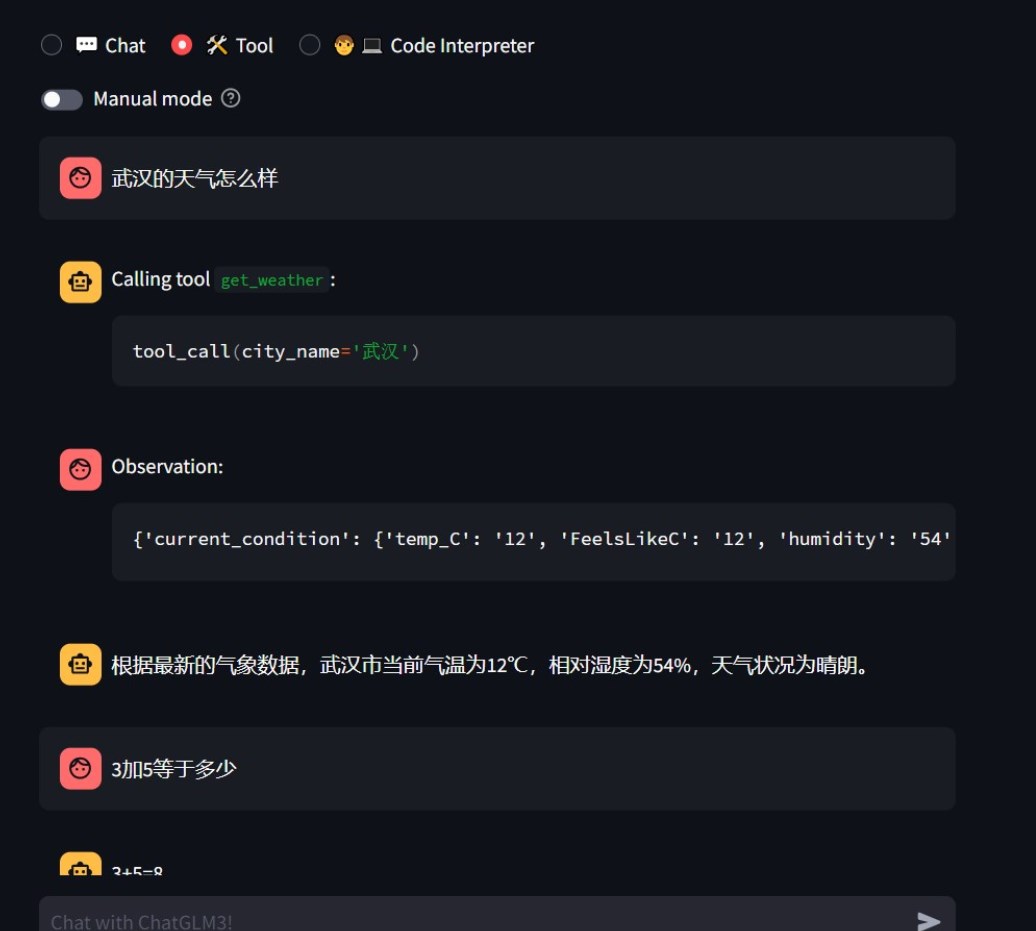 Chat Tool Code Interpreter
Manual mode
武汉的天气怎么样
Calling tool get_weather :
tool_call(city_name='武汉')
Observation:
{'current_condition': {'temp_C': '12', 'FeelsLikeC': '12', 'humidity': '54'
根据最新的气象数据，武汉市当前气温为12℃，相对湿度为54%，天气状况为晴朗。
3加5等于多少
3+5=8
Chat with ChatGLM3!